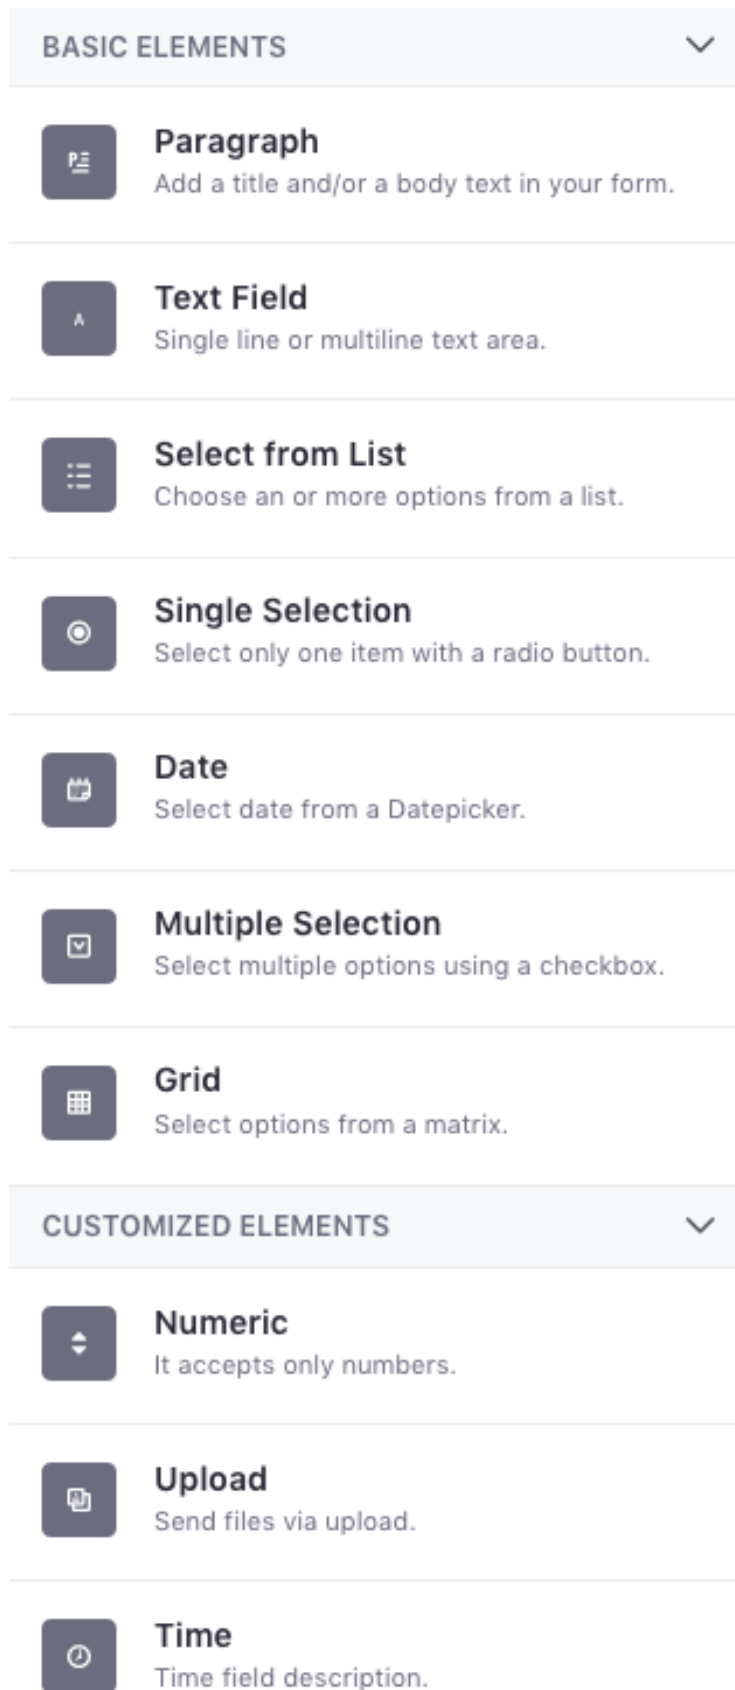 BASIC ELEMENTS
Paragraph
Add a title and/or a body text in your form.
Text Field
Single line or multiline text area.
Select from List
Choose an or more options from a list.
Single Selection
Select only one item with a radio button.
Date
Select date from a Datepicker.
Multiple Selection
Select multiple options using a checkbox.
Grid
Select options from a matrix.
CUSTOMIZED ELEMENTS
Numeric
It accepts only numbers.
Upload
Send files via upload.
Time
Time field description.